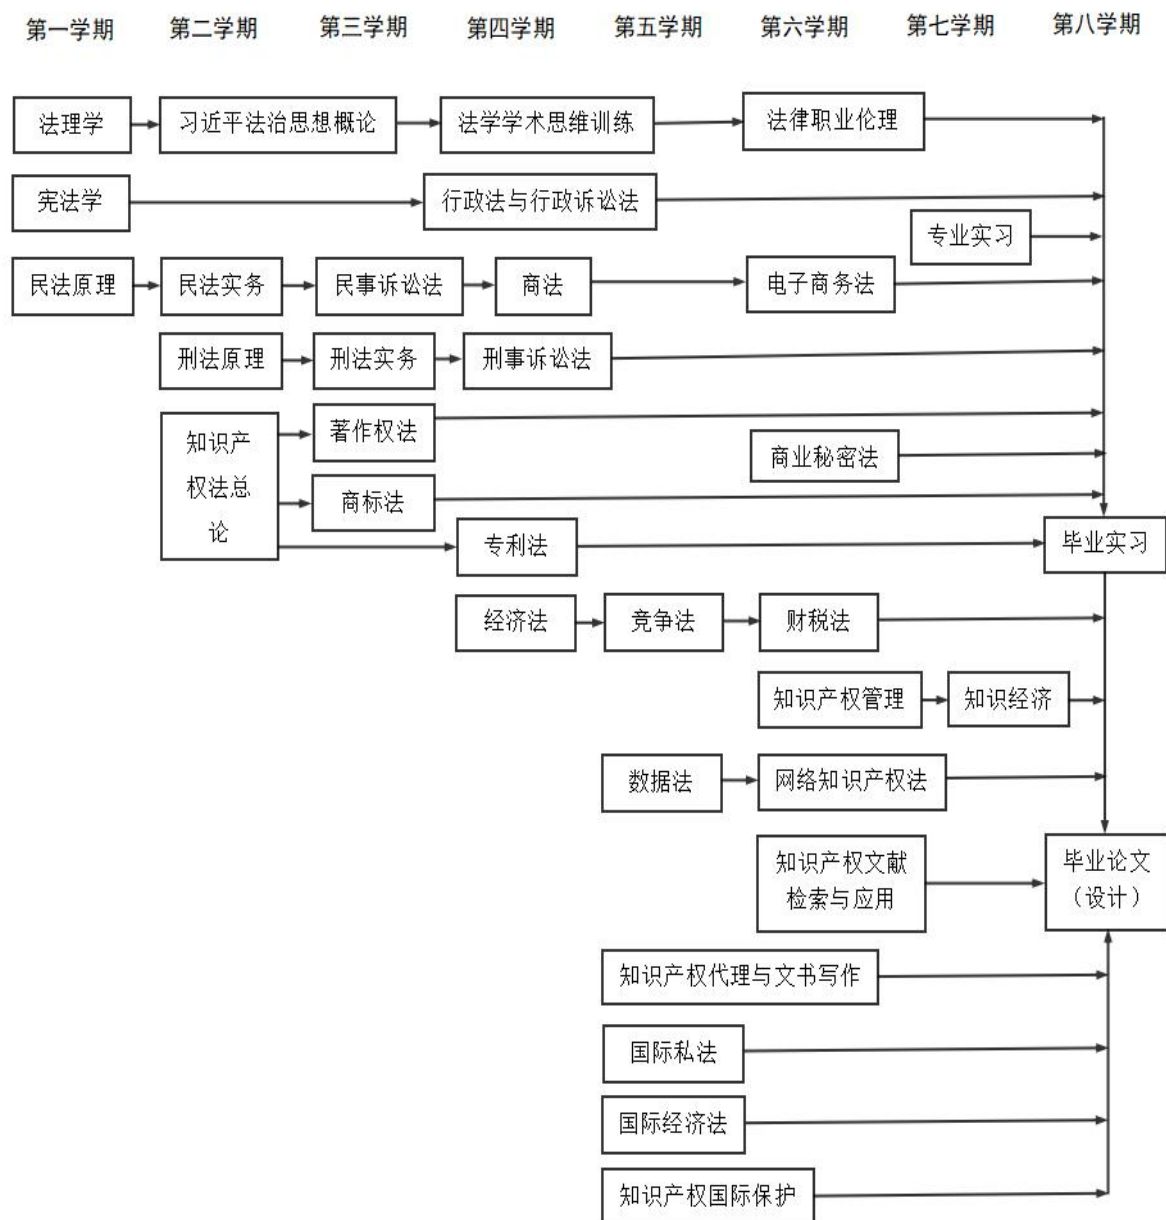 第一学期 第二学期 第三学期 第四学期 第五学期 第六学期 第七学期 第八学期
法理学 习近平法治思想概论 法学学术思维训练 法律职业伦理
宪法学 行政法与行政诉讼法
专业实习
民法原理 民法实务 民事诉讼法 商法 电子商务法
刑法原理 刑法实务 刑事诉讼法
知识产
权法总
论
著作权法
商业秘密法
商标法
专利法 毕业实习
经济法 竞争法 财税法
知识产权管理 知识经济
数据法 网络知识产权法
知识产权文献
检索与应用
毕业论文
（设计）
知识产权代理与文书写作
国际私法
国际经济法
知识产权国际保护